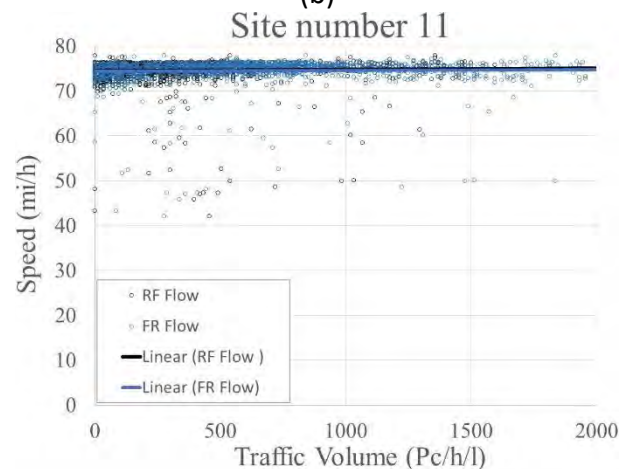 (b)
Site number 11
80
70
60
50
40
30
20
10
0
Speed (mi/h)
RF Flow
FR Flow
Linear (RF Flow )
Linear (FR Flow)
0 500 1000 1500 2000
Traffic Volume (Pc/h/l)